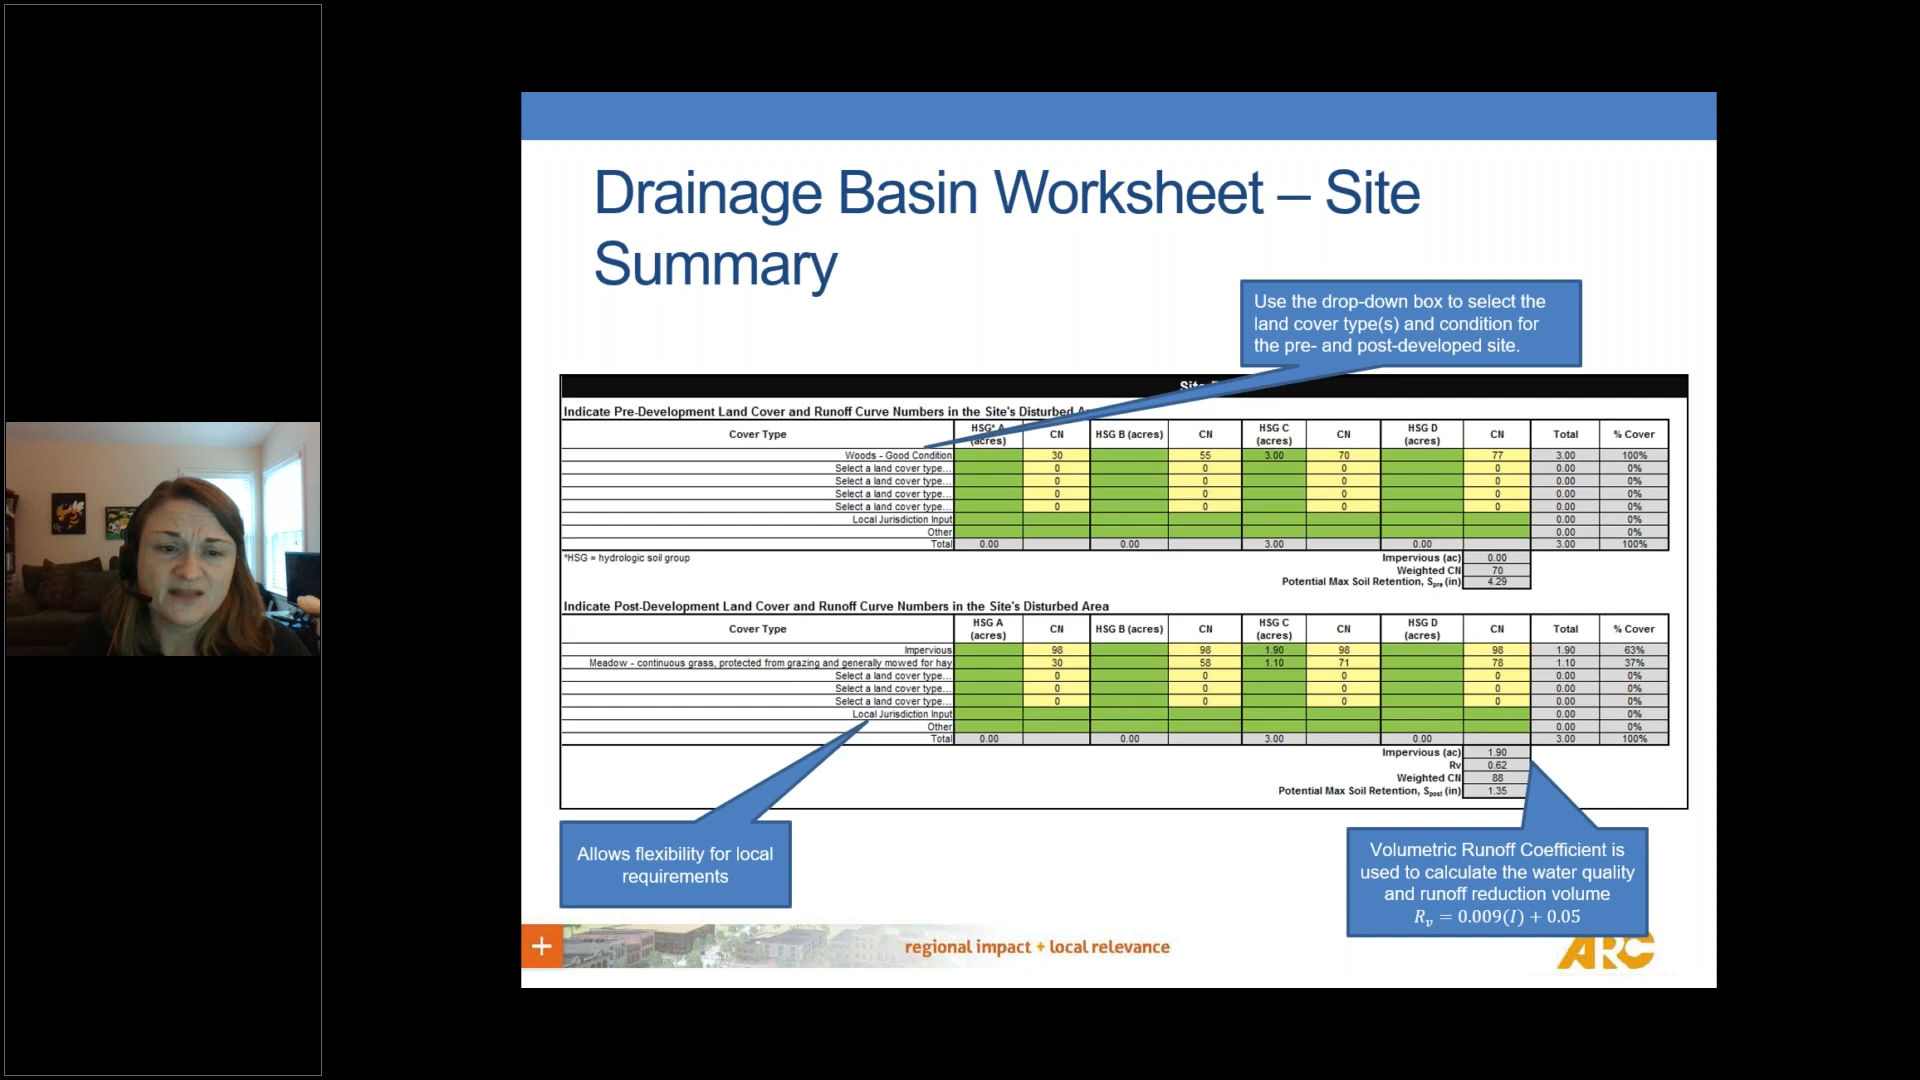 Drainage Basin Worksheet – Site
Summary
Use the drop-down box to select the
land cover type(s) and condition for
the pre- and post-developed site.
Indicate Pre-Development Land Cover and Runoff Curve Numbers in the Site's Disturbed
Cover Type HSG* A (acres) CN HSG B (acres) CN HSG C (acres) CN HSG D (acres) CN Total % Cover
Woods - Good Condition 30 55 3.00 70 77 3.00 100%
Select a land cover type... 0 0 0 0 0.00 0%
Select a land cover type... 0 0 0 0 0.00 0%
Select a land cover type... 0 0 0 0 0.00 0%
Select a land cover type... 0 0 0 0 0.00 0%
Local Jurisdiction Input 0.00 0%
Other 0.00 0%
Total 0.00 0.00 3.00 0.00 3.00 100%
*HSG = hydrologic soil group
Impervious (ac) 0.00
Weighted CN 70
Potential Max Soil Retention, Spre (in) 4.29
Indicate Post-Development Land Cover and Runoff Curve Numbers in the Site's Disturbed Area
Cover Type HSG A (acres) CN HSG B (acres) CN HSG C (acres) CN HSG D (acres) CN Total % Cover
Impervious 98 98 1.90 98 98 1.90 63%
Meadow - continuous grass, protected from grazing and generally mowed for hay 30 58 1.10 71 78 1.10 37%
Select a land cover type... 0 0 0 0 0.00 0%
Select a land cover type... 0 0 0 0 0.00 0%
Select a land cover type... 0 0 0 0 0.00 0%
Local Jurisdiction Input 0.00 0%
Other 0.00 0%
Total 0.00 0.00 3.00 0.00 3.00 100%
Impervious (ac) 1.90
Rv 0.62
Weighted CN 88
Potential Max Soil Retention, Spost (in) 1.35
Allows flexibility for local
requirements
Volumetric Runoff Coefficient is
used to calculate the water quality
and runoff reduction volume
Rv = 0.009(I) + 0.05
regional impact + local relevance
ARC